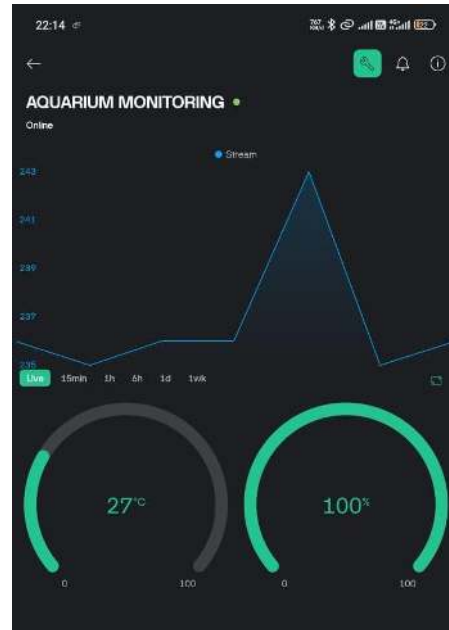 22:14
AQUARIUM MONITORING
Online
Stream
243
241
239
237
235
Live 15min 1h 6h 1d 1wk
27°C 100%
0 100 0 100